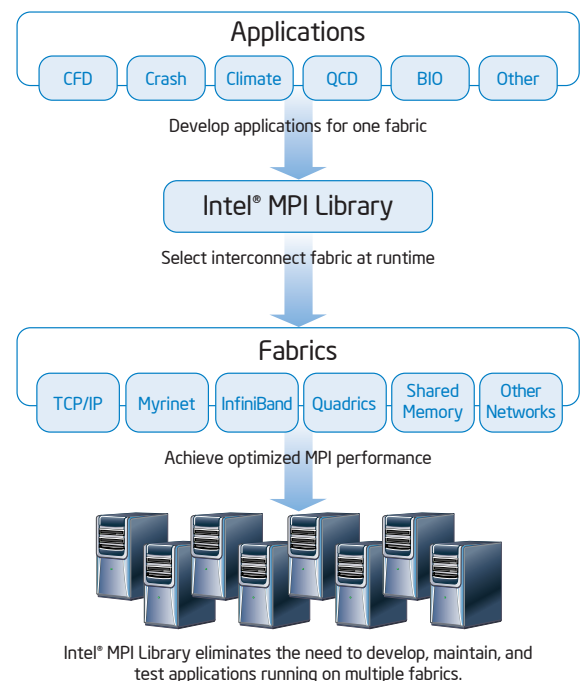 Applications
CFD Crash Climate QCD BIO Other
Develop applications for one fabric
Intel® MPI Library
Select interconnect fabric at runtime
Fabrics
TCP/IP Myrinet InfiniBand Quadrics Shared Memory Other Networks
Achieve optimized MPI performance
Intel® MPI Library eliminates the need to develop, maintain, and
test applications running on multiple fabrics.